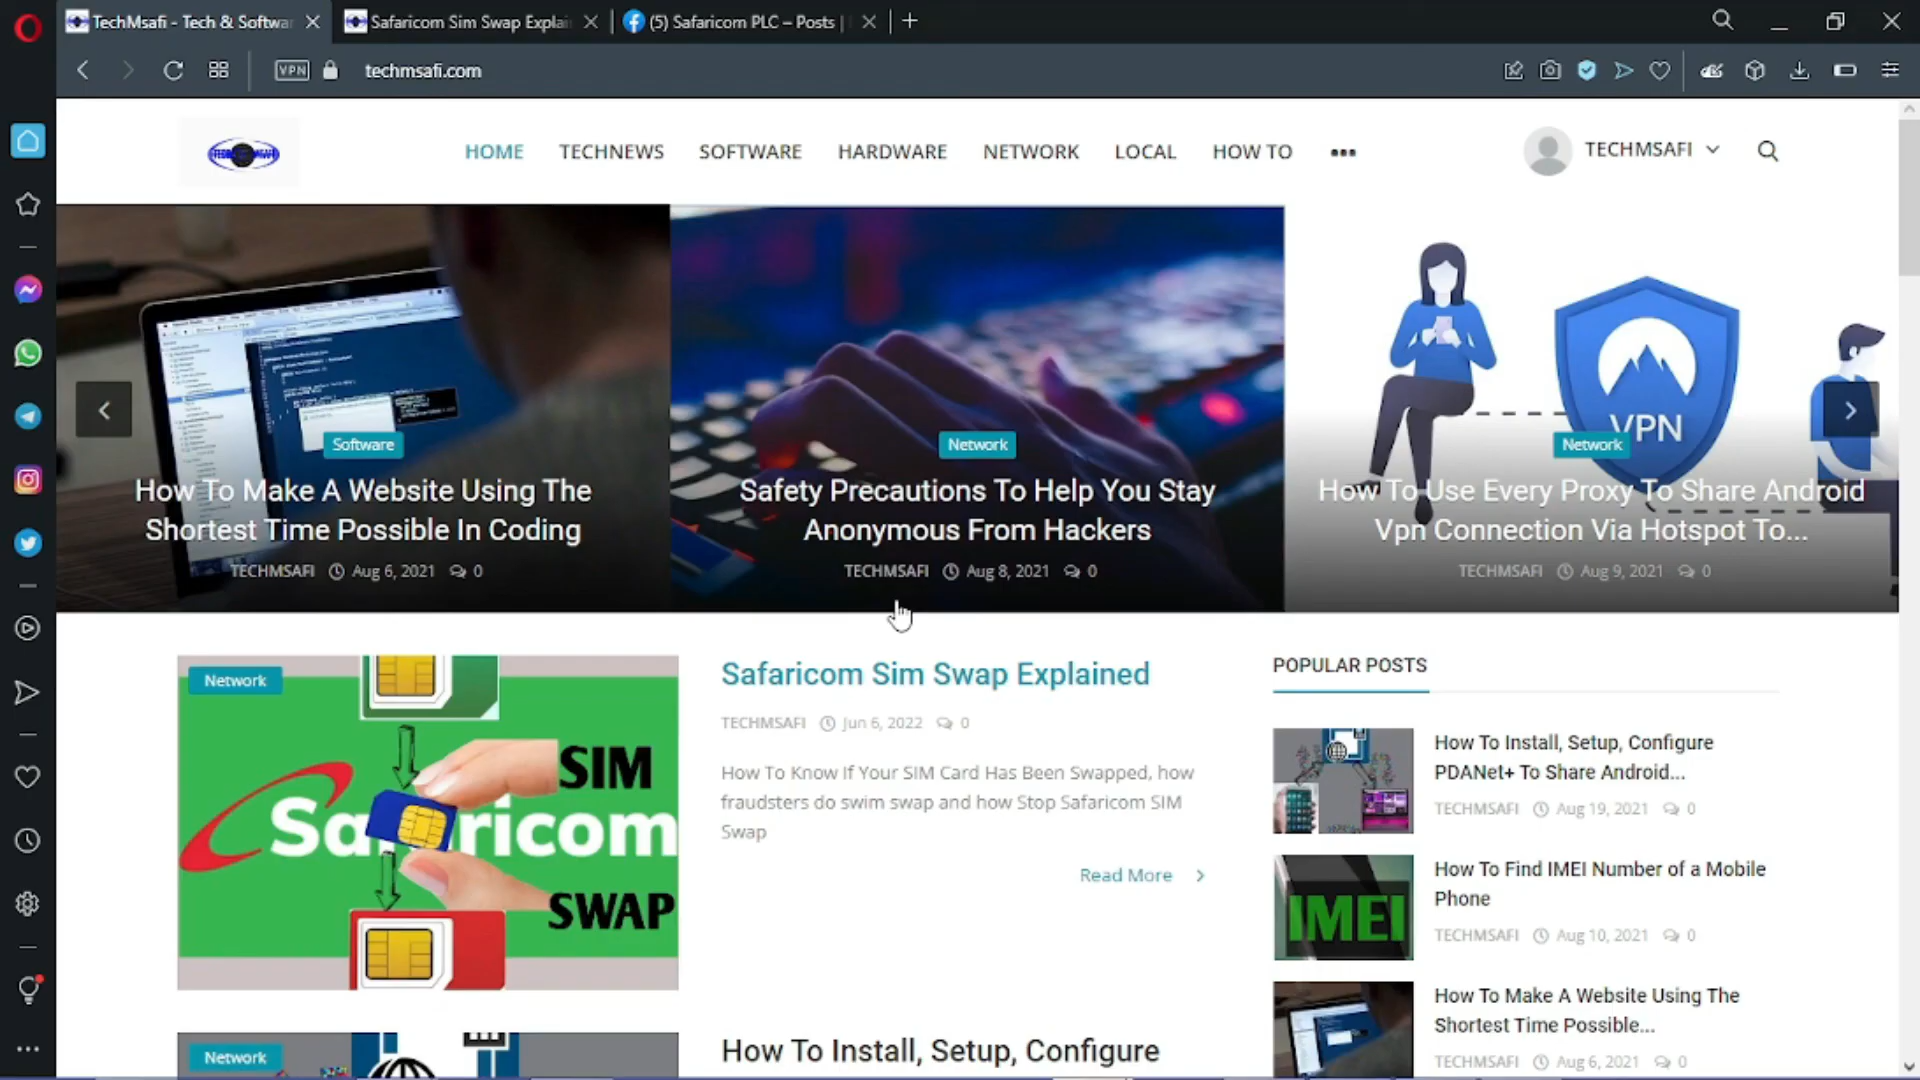 TechMsafi - Tech & Softwar
Safaricom Sim Swap Explai
(5) Safaricom PLC – Posts |
VPN
techmsafi.com
HOME
TECHNEWS
SOFTWARE
HARDWARE
NETWORK
LOCAL
HOW TO
TECHMSAFI
Software
How To Make A Website Using The
Shortest Time Possible In Coding
TECHMSAFI Aug 6, 2021 0
Network
Safety Precautions To Help You Stay
Anonymous From Hackers
TECHMSAFI Aug 8, 2021 0
VPN
Network
How To Use Every Proxy To Share Android
Vpn Connection Via Hotspot To...
TECHMSAFI Aug 9, 2021 0
Network
SIM
Safaricom
SWAP
Safaricom Sim Swap Explained
TECHMSAFI Jun 6, 2022 0
How To Know If Your SIM Card Has Been Swapped, how
fraudsters do swim swap and how Stop Safaricom SIM
Swap
Read More
POPULAR POSTS
How To Install, Setup, Configure
PDANet+ To Share Android...
TECHMSAFI Aug 19, 2021 0
IMEI
How To Find IMEI Number of a Mobile
Phone
TECHMSAFI Aug 10, 2021 0
How To Make A Website Using The
Shortest Time Possible...
TECHMSAFI Aug 6, 2021 0
Network
How To Install, Setup, Configure